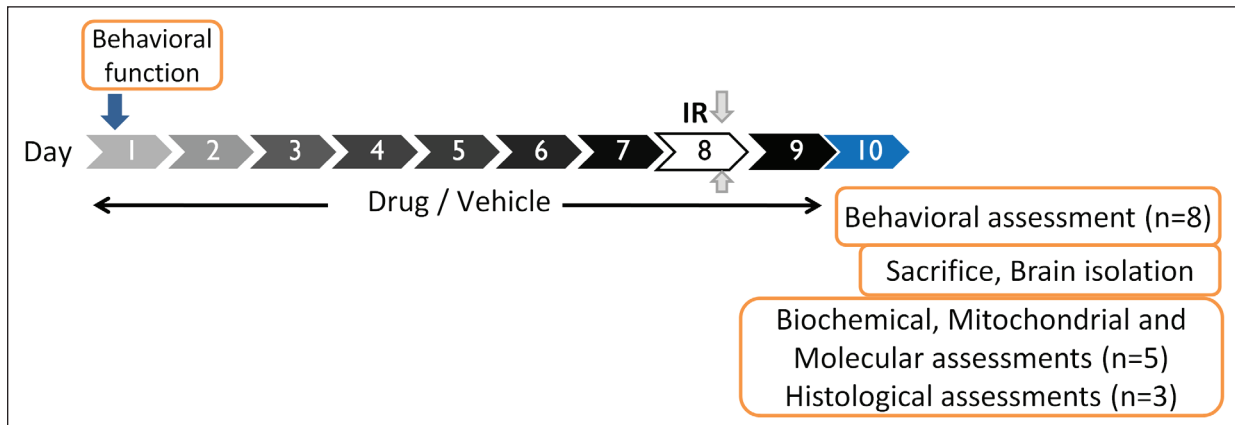 Behavioral
function
IR
Day 1 2 3 4 5 6 7 8 9 10
Drug / Vehicle
Behavioral assessment (n=8)
Sacrifice, Brain isolation
Biochemical, Mitochondrial and
Molecular assessments (n=5)
Histological assessments (n=3)